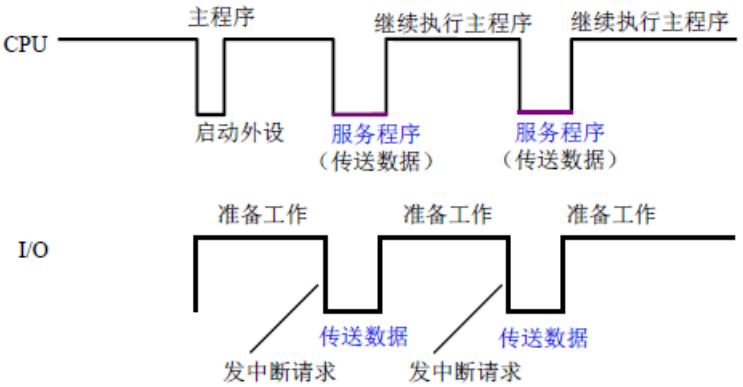 主程序
继续执行主程序
继续执行主程序
CPU
启动外设
服务程序
(传送数据)
服务程序
(传送数据)
准备工作
准备工作
准备工作
I/O
传送数据
传送数据
发中断请求
发中断请求